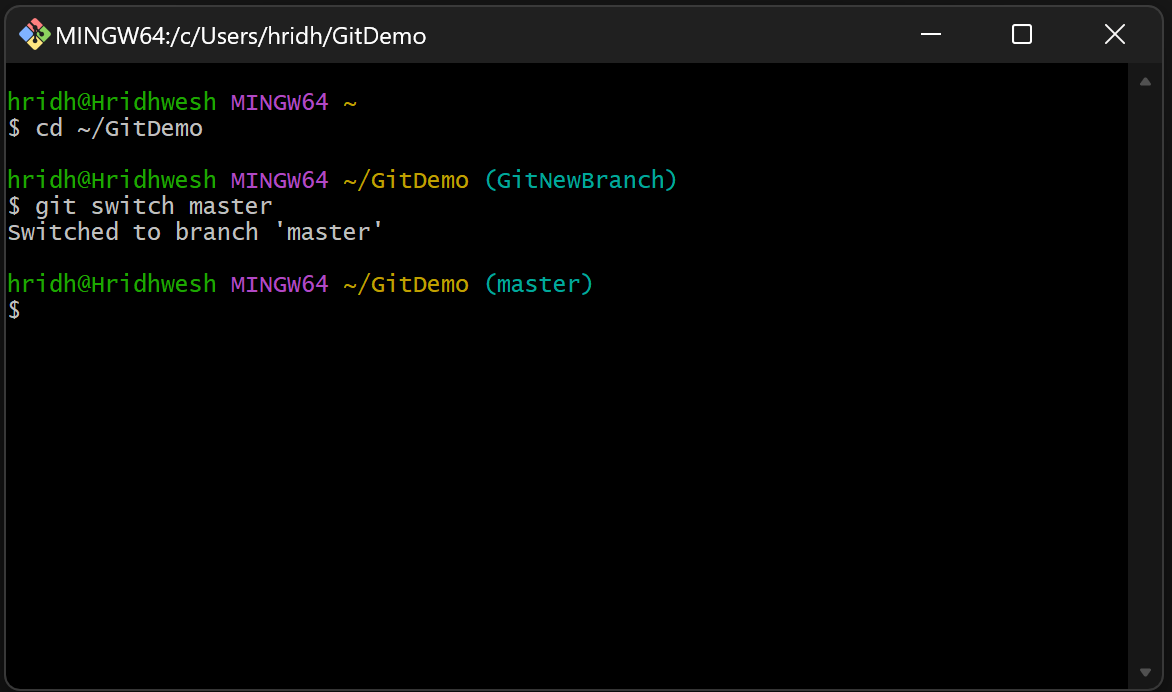 MINGW64:/c/Users/hridh/GitDemo
hridh@Hridhwesh MINGW64 ~
$ cd ~/GitDemo
hridh@Hridhwesh MINGW64 ~/GitDemo (GitNewBranch)
$ git switch master
Switched to branch 'master'
hridh@Hridhwesh MINGW64 ~/GitDemo (master)
$